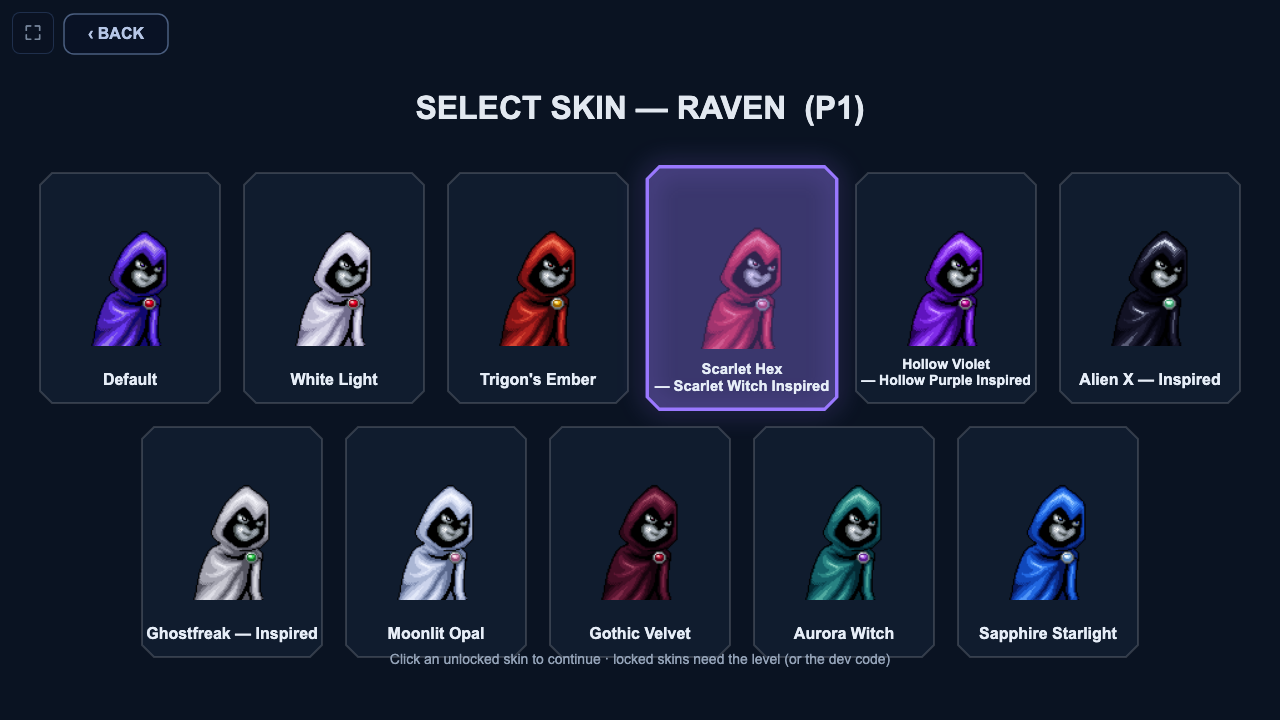 ‹ BACK
SELECT SKIN — RAVEN (P1)
Default
White Light
Trigon's Ember
Scarlet Hex
— Scarlet Witch Inspired
Hollow Violet
— Hollow Purple Inspired
Alien X — Inspired
Ghostfreak — Inspired
Moonlit Opal
Gothic Velvet
Aurora Witch
Sapphire Starlight
Click an unlocked skin to continue · locked skins need the level (or the dev code)